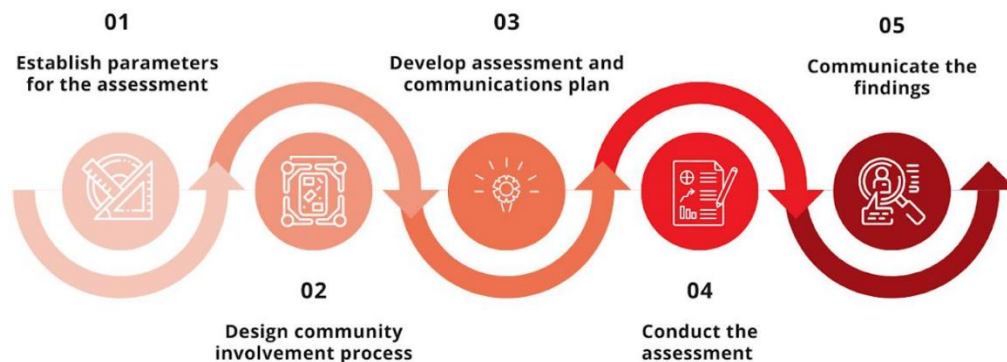 01
Establish parameters
for the assessment
02
Design community
involvement process
03
Develop assessment and
communications plan
04
Conduct the
assessment
05
Communicate the
findings